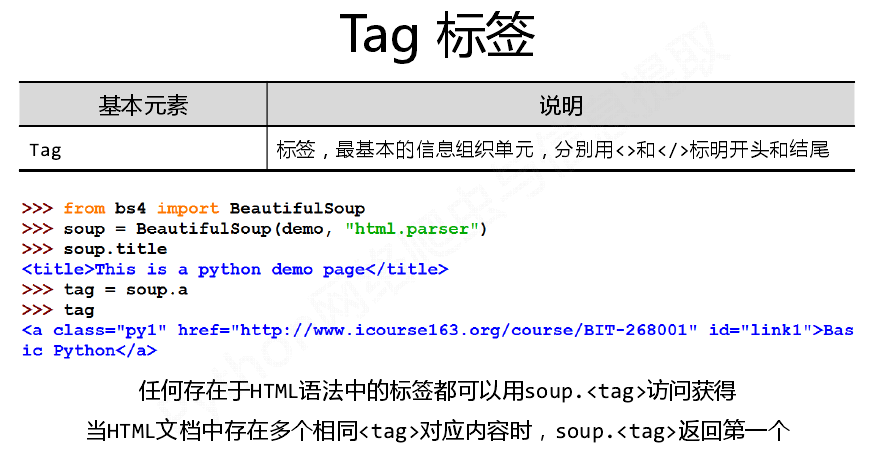 Tag 标签
基本元素 说明
Tag 标签，最基本的信息组织单元，分别用<>和</>标明开头和结尾
>>> from bs4 import BeautifulSoup
>>> soup = BeautifulSoup(demo, "html.parser")
>>> soup.title
<title>This is a python demo page</title>
>>> tag = soup.a
>>> tag
<a class="py1" href="http://www.icourse163.org/course/BIT-268001" id="link1">Bas
ic Python</a>
任何存在于HTML语法中的标签都可以用soup.<tag>访问获得
当HTML文档中存在多个相同<tag>对应内容时，soup.<tag>返回第一个